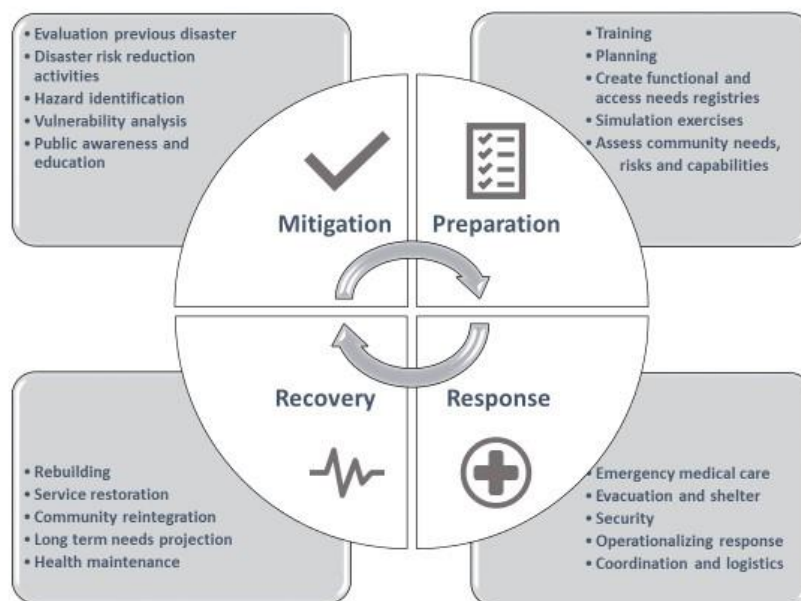 • Evaluation previous disaster
• Disaster risk reduction
activities
• Hazard identification
• Vulnerability analysis
• Public awareness and
education
• Training
• Planning
• Create functional and
access needs registries
• Simulation exercises
• Assess community needs,
risks and capabilities
Mitigation
Preparation
Recovery
Response
• Rebuilding
• Service restoration
• Community reintegration
• Long term needs projection
• Health maintenance
• Emergency medical care
• Evacuation and shelter
• Security
• Operationalizing response
• Coordination and logistics